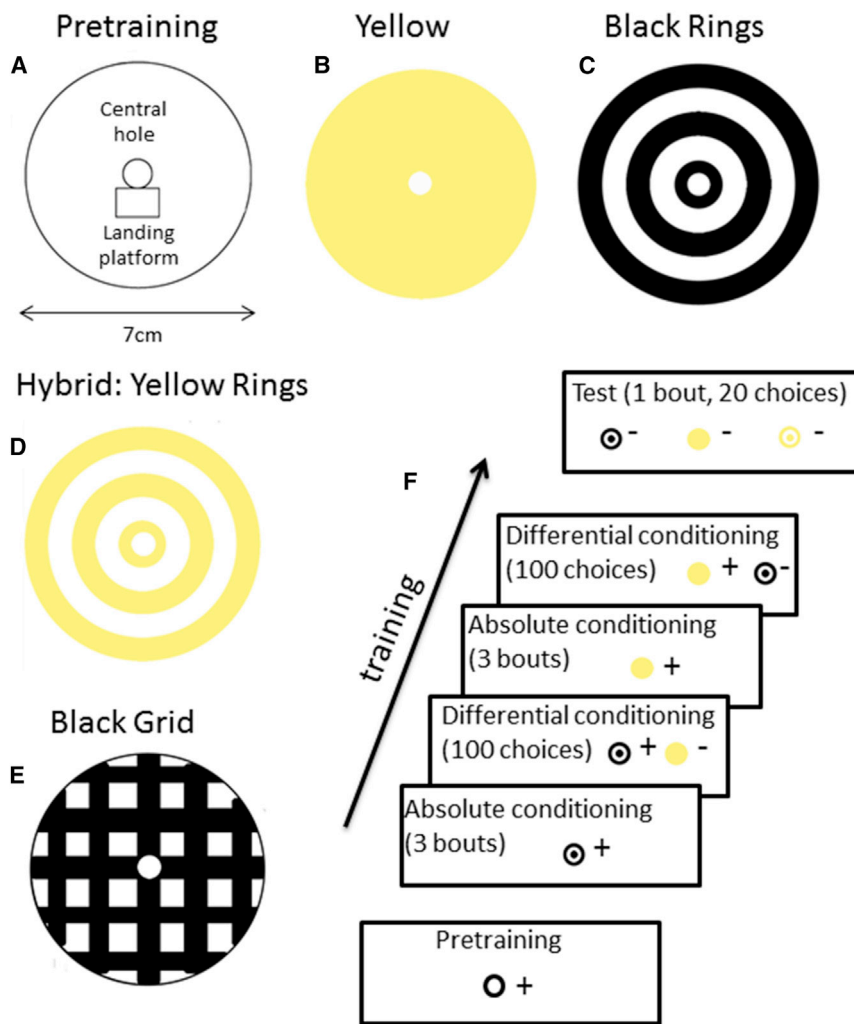 Pretraining
Yellow
Black Rings
A
B
C
Central
hole
Landing
platform
7cm
Hybrid: Yellow Rings
D
Black Grid
E
F
training
Test (1 bout, 20 choices)
- - -
Differential conditioning
(100 choices) + -
Absolute conditioning
(3 bouts) +
Differential conditioning
(100 choices) + -
Absolute conditioning
(3 bouts) +
Pretraining
+